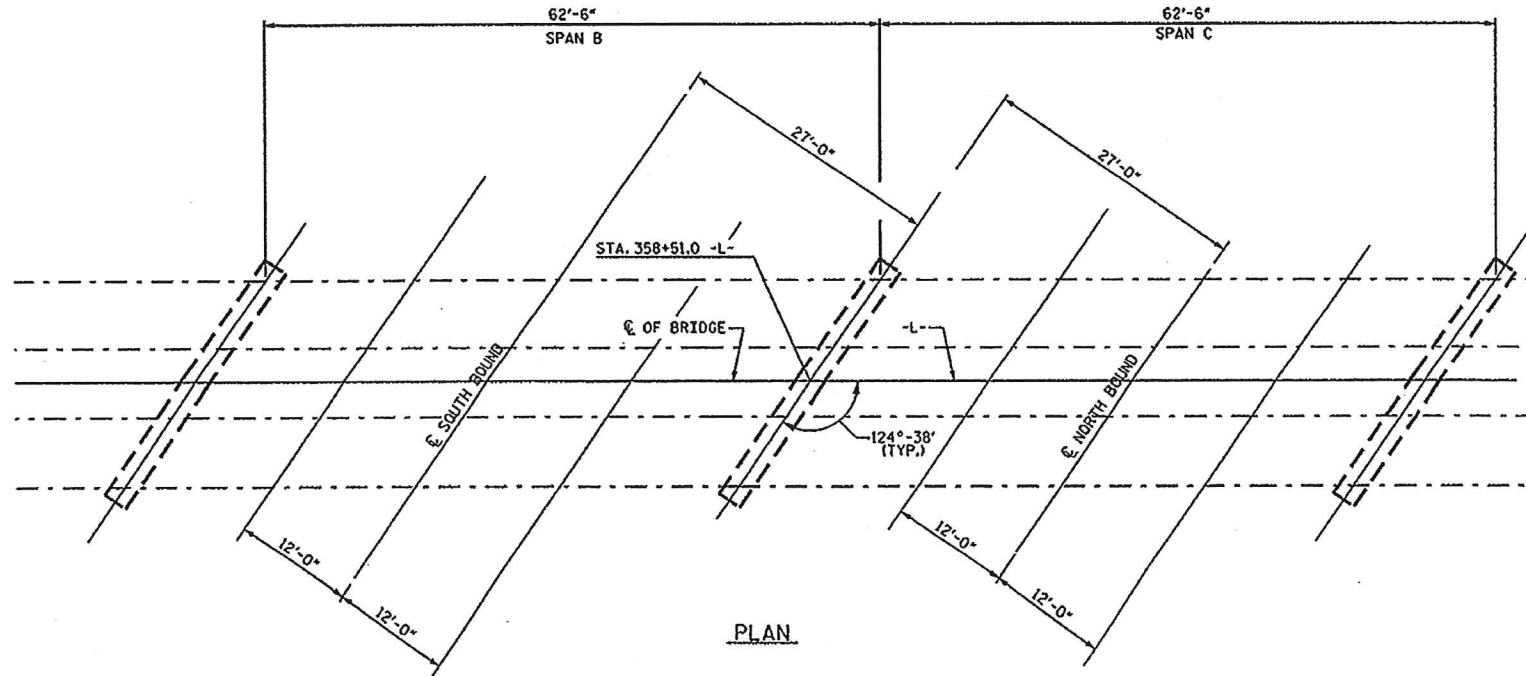 62'-6"
SPAN B
62'-6"
SPAN C
27'-0"
27'-0"
STA. 358+51.0 -L-
℄ OF BRIDGE
-L-
℄ SOUTH BOUND
℄ NORTH BOUND
124°-38'
(TYP.)
12'-0"
12'-0"
12'-0"
12'-0"
PLAN